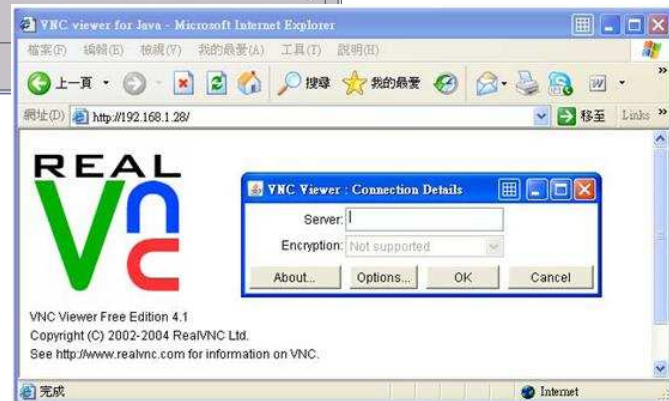 VNC viewer for Java - Microsoft Internet Explorer
檔案(F) 編輯(E) 檢視(V) 我的最愛(A) 工具(T) 說明(H)
上一頁 搜尋 我的最愛 »
網址(D) http://192.168.1.28/ 移至 Links »
REAL
Vnc
VNC Viewer : Connection Details
Server:
Encryption: Not supported
About... Options... OK Cancel
VNC Viewer Free Edition 4.1
Copyright (C) 2002-2004 RealVNC Ltd.
See http://www.realvnc.com for information on VNC.
完成 Internet